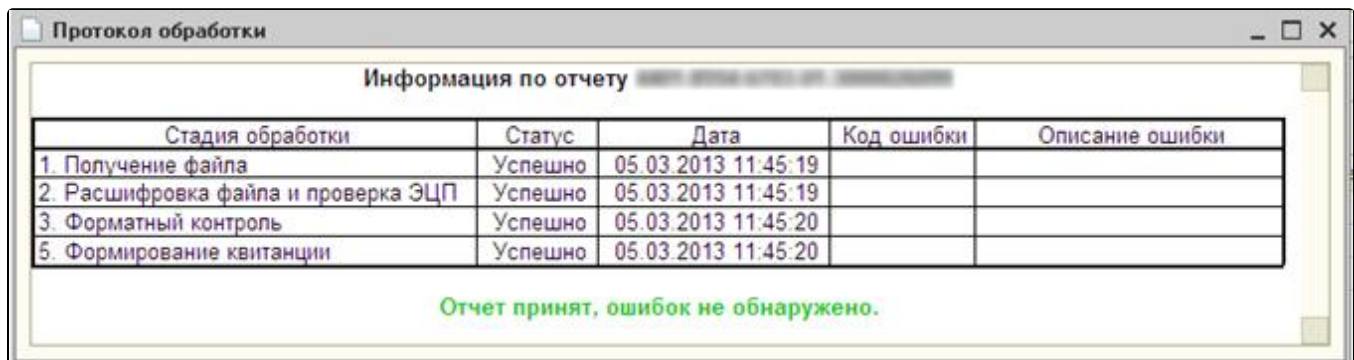 Протокол обработки
Информация по отчету
Стадия обработки Статус Дата Код ошибки Описание ошибки
1. Получение файла Успешно 05.03.2013 11:45:19
2. Расшифровка файла и проверка ЭЦП Успешно 05.03.2013 11:45:19
3. Форматный контроль Успешно 05.03.2013 11:45:20
5. Формирование квитанции Успешно 05.03.2013 11:45:20
Отчет принят, ошибок не обнаружено.